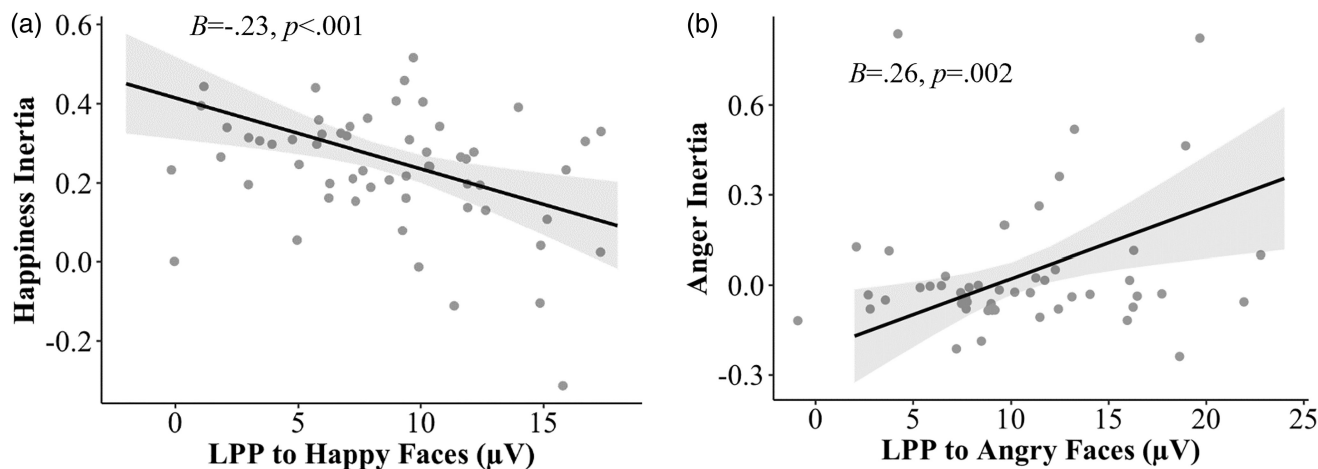 (a)
B=-.23, p<.001
0.6
0.4
0.2
0.0
-0.2
Happiness Inertia
0
5
10
15
LPP to Happy Faces (µV)
(b)
B=.26, p=.002
0.6
0.3
0.0
-0.3
Anger Inertia
0
5
10
15
20
25
LPP to Angry Faces (µV)